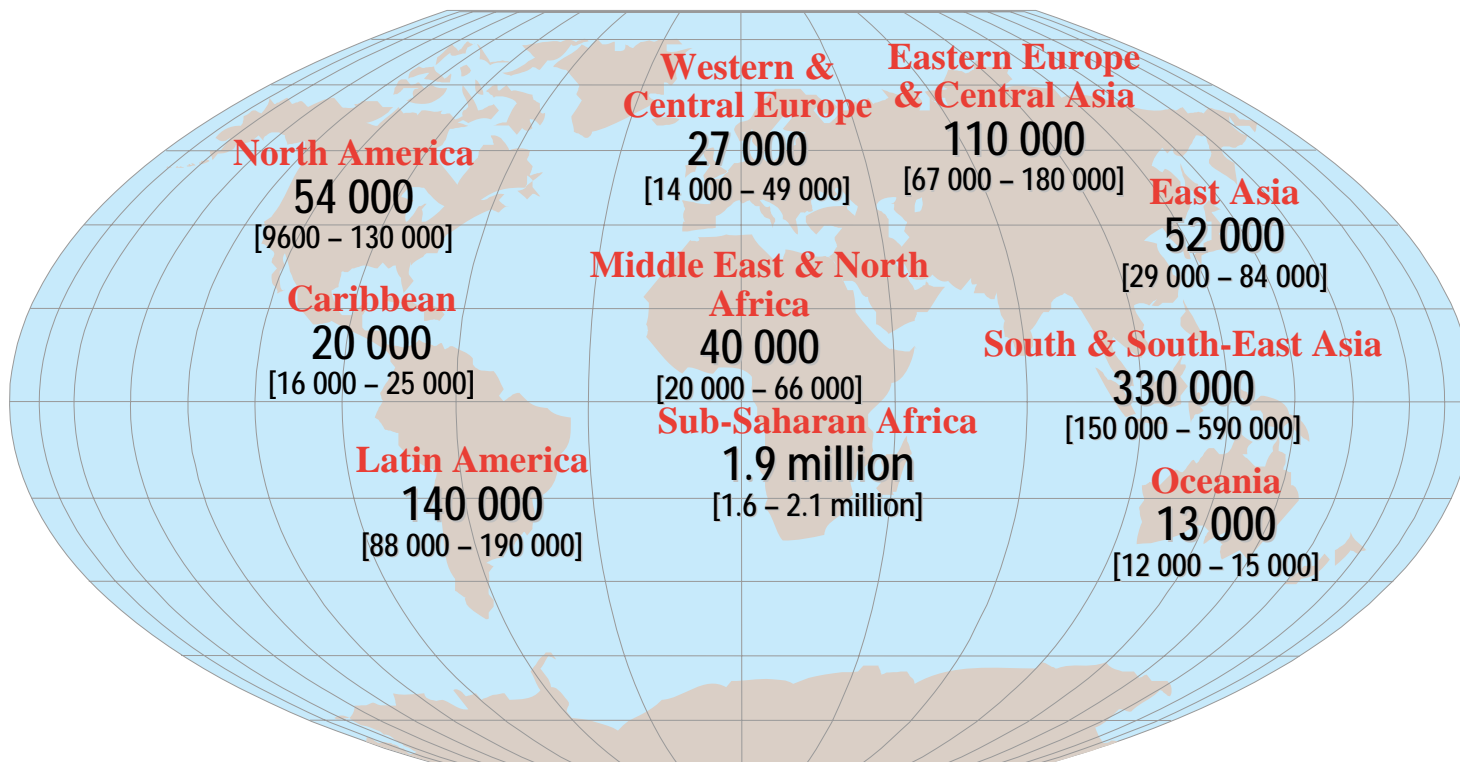 Western &
Central Europe
27 000
[14 000 – 49 000]
Eastern Europe
& Central Asia
110 000
[67 000 – 180 000]
North America
54 000
[9600 – 130 000]
East Asia
52 000
[29 000 – 84 000]
Middle East & North
Africa
40 000
[20 000 – 66 000]
Caribbean
20 000
[16 000 – 25 000]
South & South-East Asia
330 000
[150 000 – 590 000]
Sub-Saharan Africa
1.9 million
[1.6 – 2.1 million]
Latin America
140 000
[88 000 – 190 000]
Oceania
13 000
[12 000 – 15 000]